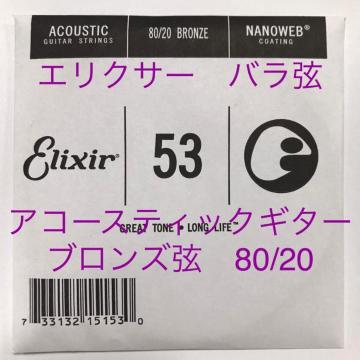 ACOUSTIC
GUITAR STRINGS
80/20 BRONZE
NANOWEB®
COATING
エリクサー　バラ弦
Elixir®
53
アコースティックギター
GREAT TONE • LONG LIFE™
ブロンズ弦　80/20
7 33132 15153 0